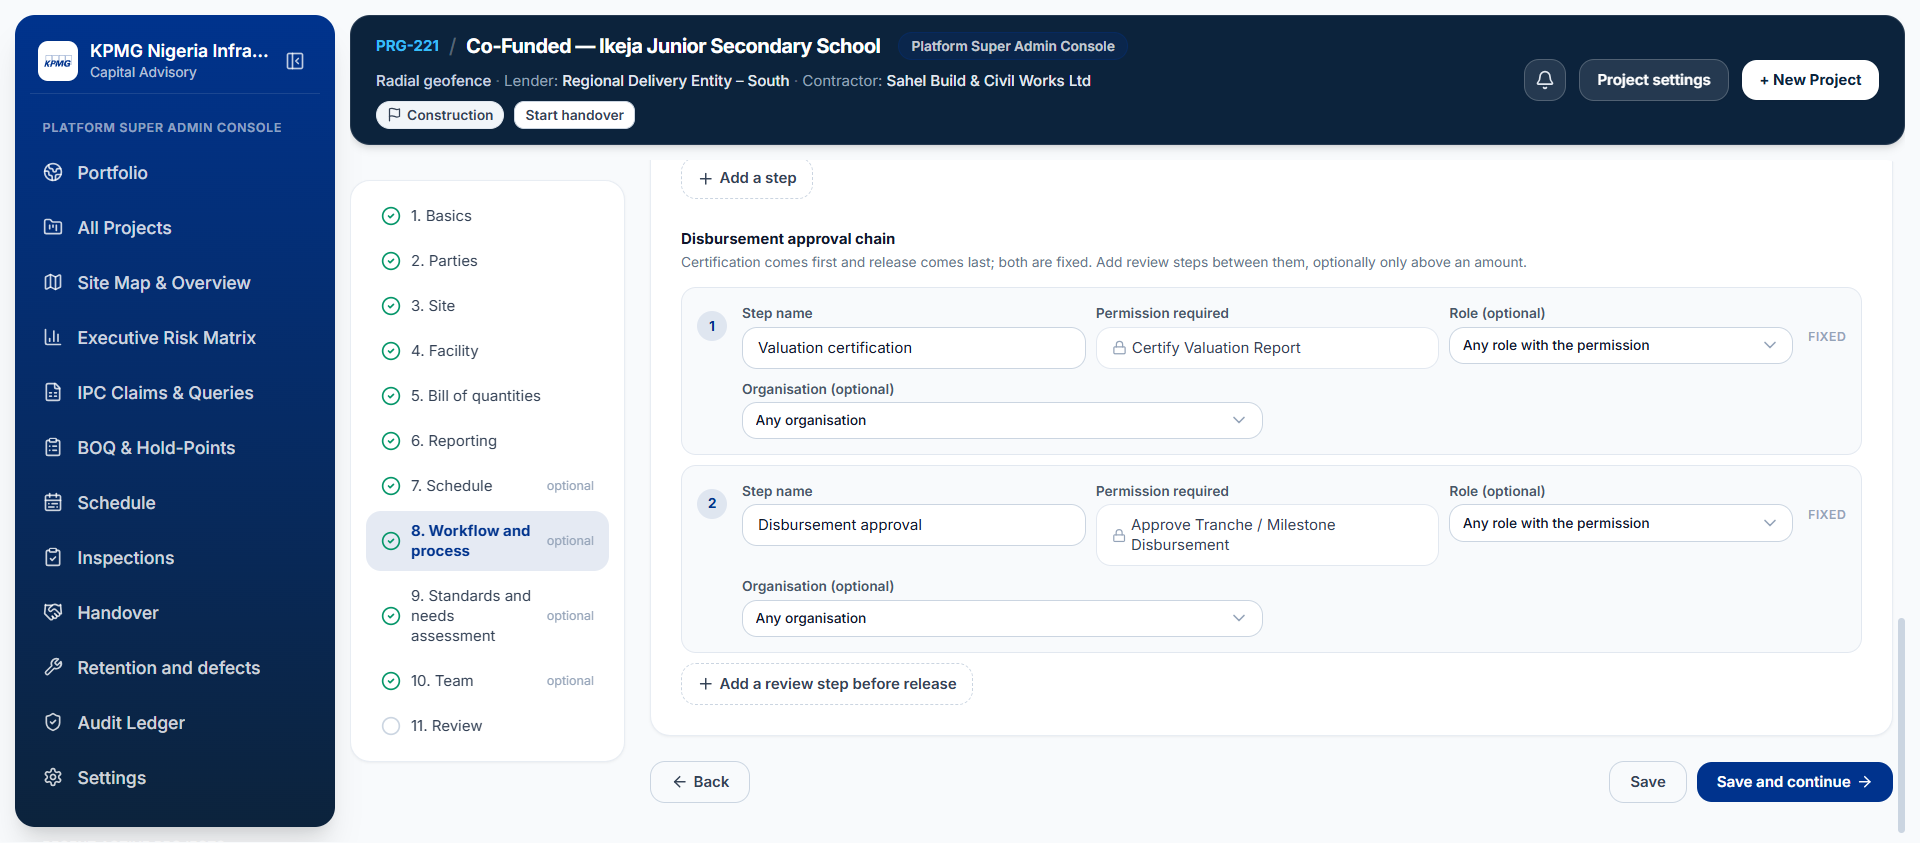 KPMG
KPMG Nigeria Infra...
Capital Advisory
PLATFORM SUPER ADMIN CONSOLE
Portfolio
All Projects
Site Map & Overview
Executive Risk Matrix
IPC Claims & Queries
BOQ & Hold-Points
Schedule
Inspections
Handover
Retention and defects
Audit Ledger
Settings
PRG-221 / Co-Funded — Ikeja Junior Secondary School Platform Super Admin Console
Radial geofence · Lender: Regional Delivery Entity – South · Contractor: Sahel Build & Civil Works Ltd
Construction Start handover
Project settings
+ New Project
1. Basics
2. Parties
3. Site
4. Facility
5. Bill of quantities
6. Reporting
7. Schedule optional
8. Workflow and
process
optional
9. Standards and
needs
assessment
optional
10. Team optional
11. Review
+ Add a step
Disbursement approval chain
Certification comes first and release comes last; both are fixed. Add review steps between them, optionally only above an amount.
1
Step name Permission required Role (optional)
Valuation certification Certify Valuation Report Any role with the permission FIXED
Organisation (optional)
Any organisation
2
Step name Permission required Role (optional)
Disbursement approval
Approve Tranche / Milestone
Disbursement
Any role with the permission FIXED
Organisation (optional)
Any organisation
+ Add a review step before release
← Back
Save
Save and continue →